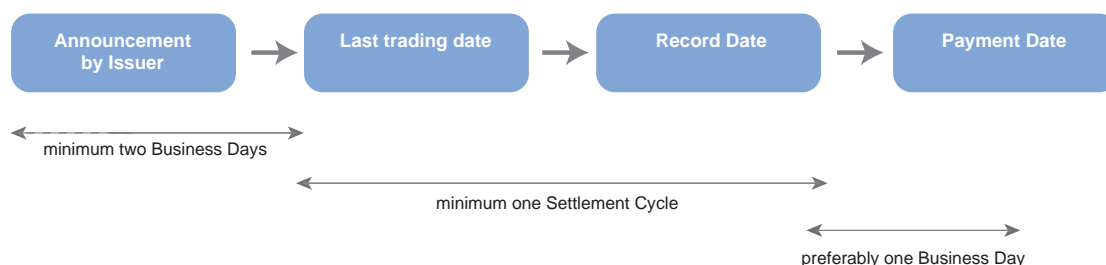 Announcement
by Issuer
Last trading date
Record Date
Payment Date
minimum two Business Days
minimum one Settlement Cycle
preferably one Business Day